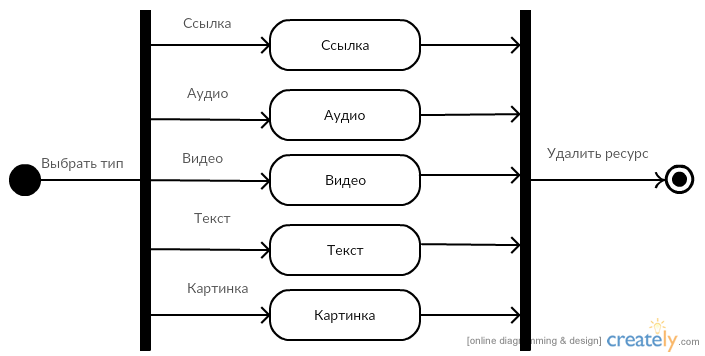 Ссылка
Ссылка
Аудио
Аудио
Выбрать тип
Видео
Видео
Удалить ресурс
Текст
Текст
Картинка
Картинка
[online diagramming & design] creately.com